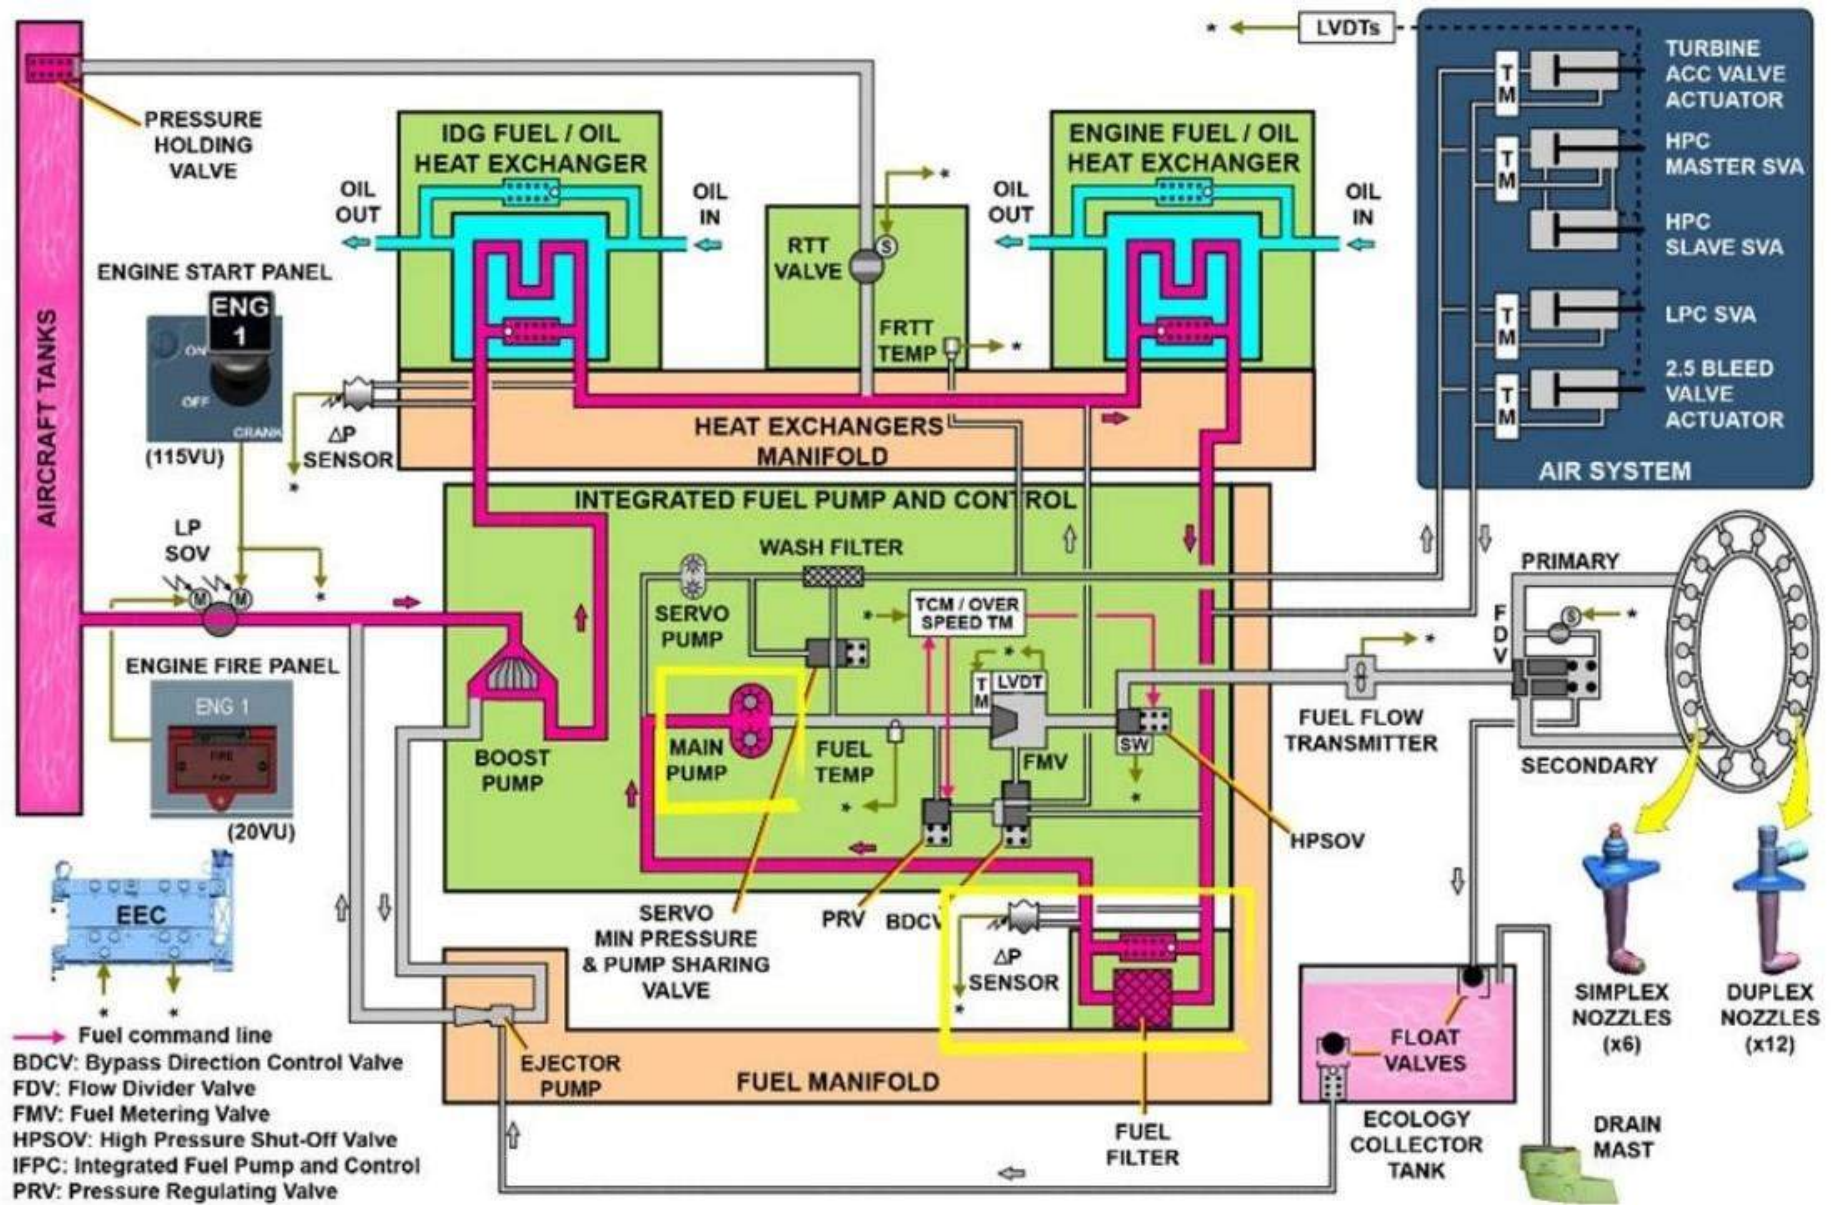 LVDTs
TURBINE
ACC VALVE
ACTUATOR
T
M
HPC
MASTER SVA
T
M
HPC
SLAVE SVA
T
M
LPC SVA
2.5 BLEED
VALVE
ACTUATOR
T
M
AIR SYSTEM
PRESSURE
HOLDING
VALVE
AIRCRAFT TANKS
IDG FUEL / OIL
HEAT EXCHANGER
OIL
OUT
OIL
IN
RTT
VALVE
S
FRTT
TEMP
ENGINE FUEL / OIL
HEAT EXCHANGER
OIL
OUT
OIL
IN
ENGINE START PANEL
ENG
1
ON
OFF
CRANK
(115VU)
ΔP
SENSOR
HEAT EXCHANGERS
MANIFOLD
INTEGRATED FUEL PUMP AND CONTROL
LP
SOV
M
M
WASH FILTER
SERVO
PUMP
TCM / OVER
SPEED TM
T
M
LVDT
MAIN
PUMP
FUEL
TEMP
FMV
SW
BOOST
PUMP
ENGINE FIRE PANEL
ENG 1
FIRE
(20VU)
PRIMARY
F
D
V
S
FUEL FLOW
TRANSMITTER
SECONDARY
HPSOV
EEC
SERVO
MIN PRESSURE
& PUMP SHARING
VALVE
PRV
BDCV
ΔP
SENSOR
EJECTOR
PUMP
FUEL MANIFOLD
FUEL
FILTER
FLOAT
VALVES
ECOLOGY
COLLECTOR
TANK
DRAIN
MAST
SIMPLEX
NOZZLES
(x6)
DUPLEX
NOZZLES
(x12)
Fuel command line
BDCV: Bypass Direction Control Valve
FDV: Flow Divider Valve
FMV: Fuel Metering Valve
HPSOV: High Pressure Shut-Off Valve
IFPC: Integrated Fuel Pump and Control
PRV: Pressure Regulating Valve